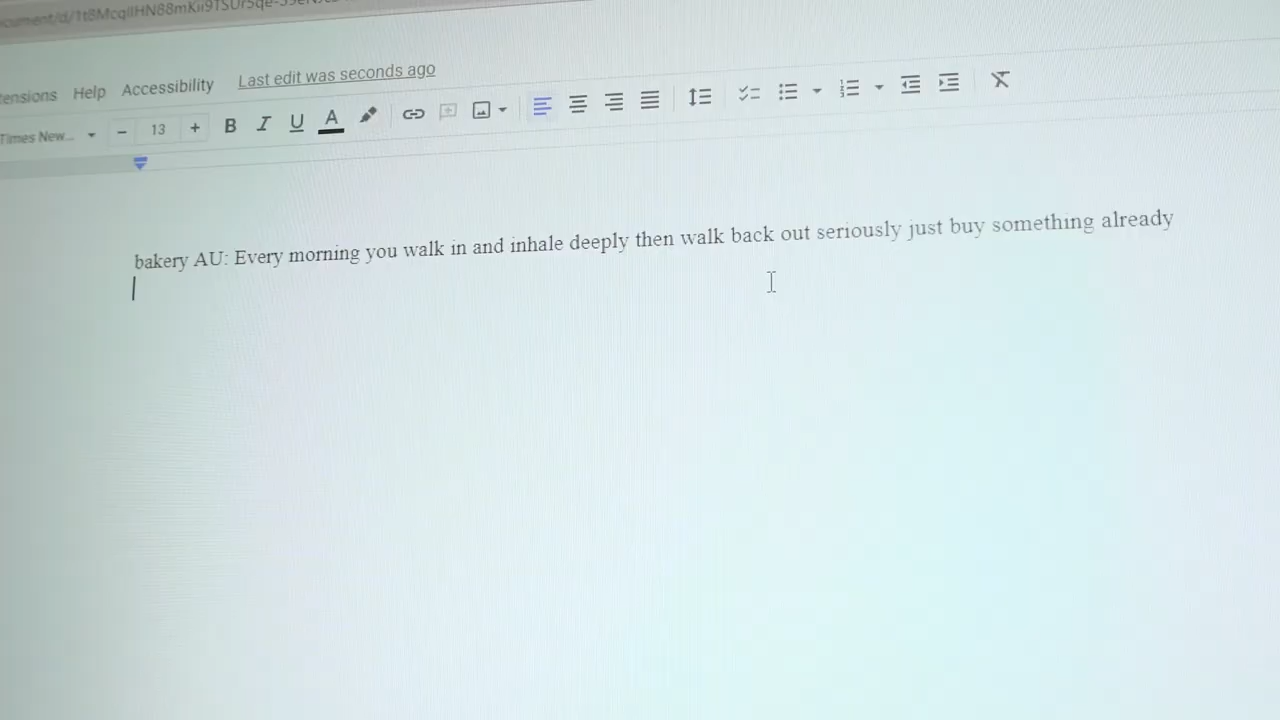 Help Accessibility Last edit was seconds ago
Times New... 13 B I U A
bakery AU: Every morning you walk in and inhale deeply then walk back out seriously just buy something already